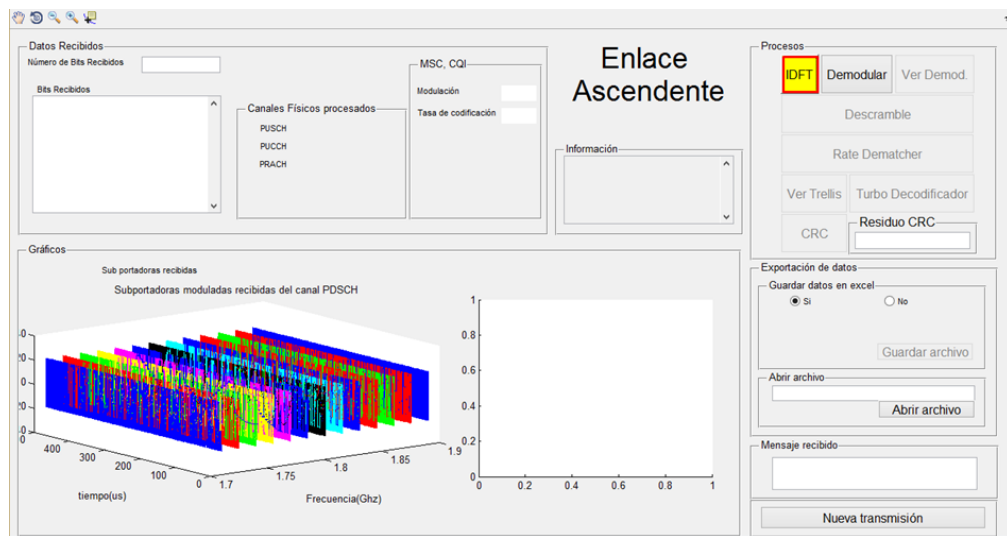 Datos Recibidos
Número de Bits Recibidos
Bits Recibidos
Canales Físicos procesados
PUSCH
PUCCH
PRACH
MSC, CQI
Modulación
Tasa de codificación
Enlace
Ascendente
Información
Procesos
IDFT
Demodular
Ver Demod.
Descramble
Rate Dematcher
Ver Trellis
Turbo Decodificador
CRC
Residuo CRC
Gráficos
Sub portadoras recibidas
Subportadoras moduladas recibidas del canal PDSCH
0
400
300
200
100
0
tiempo(us)
1.7
1.75
1.8
1.85
1.9
Frecuencia(Ghz)
1
0.8
0.6
0.4
0.2
0
0
0.2
0.4
0.6
0.8
1
Exportación de datos
Guardar datos en excel
Si
No
Guardar archivo
Abrir archivo
Abrir archivo
Mensaje recibido
Nueva transmisión